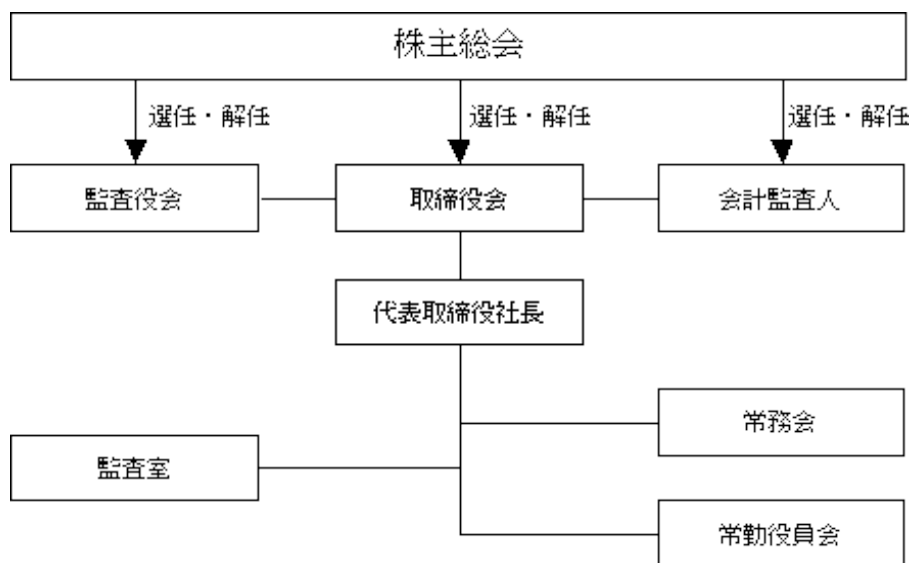 株主総会
選任・解任
選任・解任
選任・解任
監査役会
取締役会
会計監査人
代表取締役社長
常務会
監査室
常勤役員会